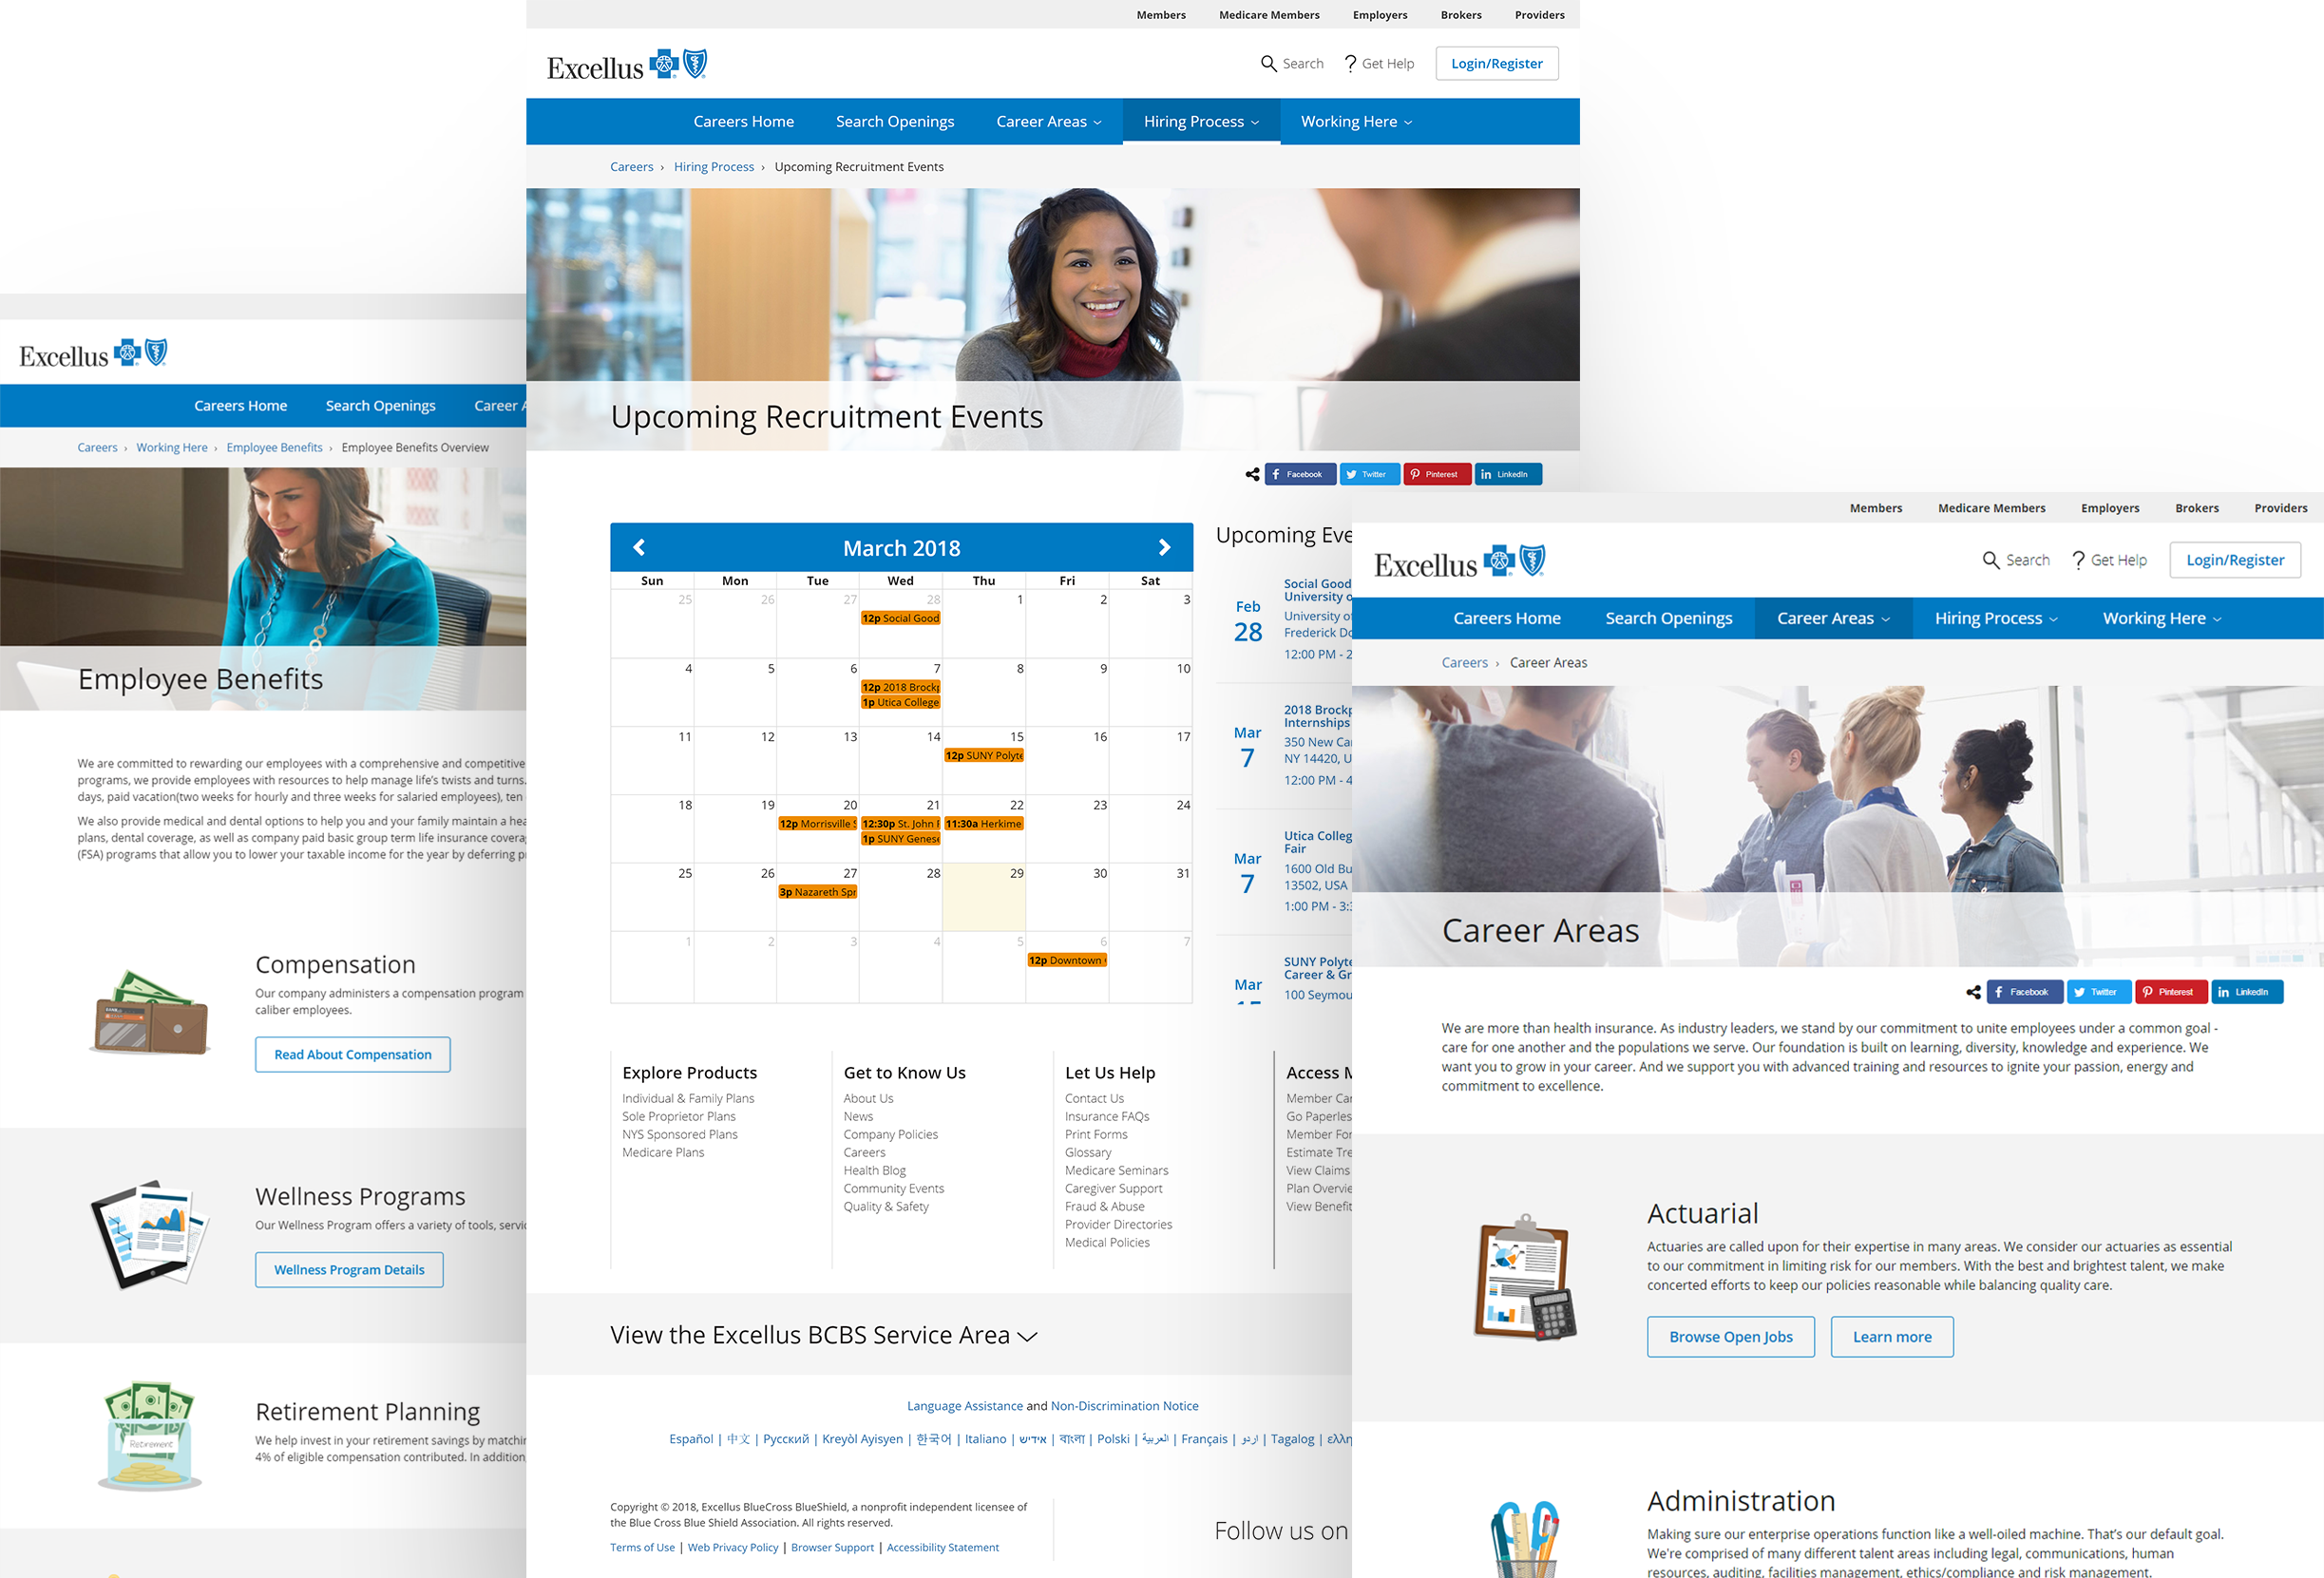 Members Medicare Members Employers Brokers Providers
Excellus
Search Get Help Login/Register
Careers Home Search Openings Career Areas Hiring Process Working Here
Careers › Hiring Process › Upcoming Recruitment Events
Upcoming Recruitment Events
Facebook Twitter Pinterest LinkedIn
March 2018
Sun Mon Tue Wed Thu Fri Sat
25 26 27 28 1 2 3
12p Social Good
4 5 6 7 8 9 10
12p 2018 Brockp
1p Utica College
11 12 13 14 15 16 17
12p SUNY Polyte
18 19 20 21 22 23 24
12p Morrisville S 12:30p St. John F 11:30a Herkime
1p SUNY Genese
25 26 27 28 29 30 31
3p Nazareth Spr
1 2 3 4 5 6 7
12p Downtown
Upcoming Eve
Feb
28
Social Good
University o
University of
Frederick Do
12:00 PM - 2
Mar
7
2018 Brockp
Internships
350 New Ca
NY 14420, U
12:00 PM - 4
Mar
7
Utica Colleg
Fair
1600 Old Bu
13502, USA
1:00 PM - 3:3
Mar
SUNY Polyte
Career & Gr
100 Seymou
Explore Products
Individual & Family Plans
Sole Proprietor Plans
NYS Sponsored Plans
Medicare Plans
Get to Know Us
About Us
News
Company Policies
Careers
Health Blog
Community Events
Quality & Safety
Let Us Help
Contact Us
Insurance FAQs
Print Forms
Glossary
Medicare Seminars
Caregiver Support
Fraud & Abuse
Provider Directories
Medical Policies
Access M
Member Car
Go Paperles
Member For
Estimate Tre
View Claims
Plan Overvie
View Benefit
View the Excellus BCBS Service Area
Language Assistance and Non-Discrimination Notice
Español | 中文 | Русский | Kreyòl Ayisyen | 한국어 | Italiano | אידיש | বাংলা | Polski | العربية | Français | اردو | Tagalog | ελλη
Copyright © 2018, Excellus BlueCross BlueShield, a nonprofit independent licensee of
the Blue Cross Blue Shield Association. All rights reserved.
Terms of Use | Web Privacy Policy | Browser Support | Accessibility Statement
Follow us on
Excellus
Careers Home Search Openings Career A
Careers › Working Here › Employee Benefits › Employee Benefits Overview
Employee Benefits
We are committed to rewarding our employees with a comprehensive and competitive
programs, we provide employees with resources to help manage life's twists and turns.
days, paid vacation(two weeks for hourly and three weeks for salaried employees), ten
We also provide medical and dental options to help you and your family maintain a hea
plans, dental coverage, as well as company paid basic group term life insurance covera
(FSA) programs that allow you to lower your taxable income for the year by deferring p
Compensation
Our company administers a compensation program
caliber employees.
Read About Compensation
Wellness Programs
Our Wellness Program offers a variety of tools, servic
Wellness Program Details
Retirement
Retirement Planning
We help invest in your retirement savings by matchin
4% of eligible compensation contributed. In addition,
Members Medicare Members Employers Brokers Providers
Excellus
Search Get Help Login/Register
Careers Home Search Openings Career Areas Hiring Process Working Here
Careers › Career Areas
Career Areas
Facebook Twitter Pinterest LinkedIn
We are more than health insurance. As industry leaders, we stand by our commitment to unite employees under a common goal -
care for one another and the populations we serve. Our foundation is built on learning, diversity, knowledge and experience. We
want you to grow in your career. And we support you with advanced training and resources to ignite your passion, energy and
commitment to excellence.
Actuarial
Actuaries are called upon for their expertise in many areas. We consider our actuaries as essential
to our commitment in limiting risk for our members. With the best and brightest talent, we make
concerted efforts to keep our policies reasonable while balancing quality care.
Browse Open Jobs Learn more
Administration
Making sure our enterprise operations function like a well-oiled machine. That's our default goal.
We're comprised of many different talent areas including legal, communications, human
resources, auditing, facilities management, ethics/compliance and risk management.